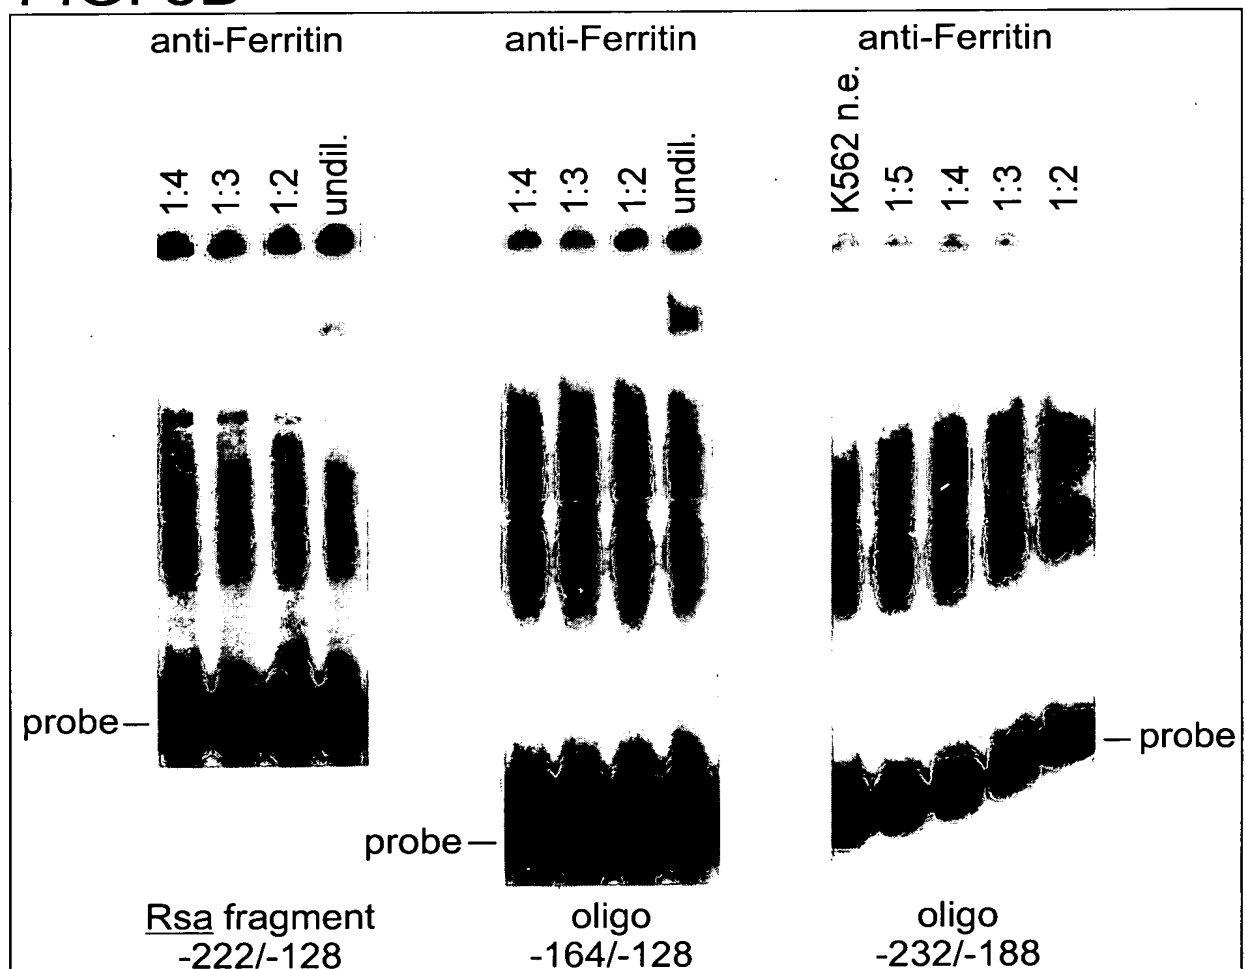 anti-Ferritin anti-Ferritin anti-Ferritin
1:4 1:3 1:2 undil. 1:4 1:3 1:2 undil. K562 n.e. 1:5 1:4 1:3 1:2
probe— — probe
probe—
Rsa fragment oligo oligo
-222/-128 -164/-128 -232/-188